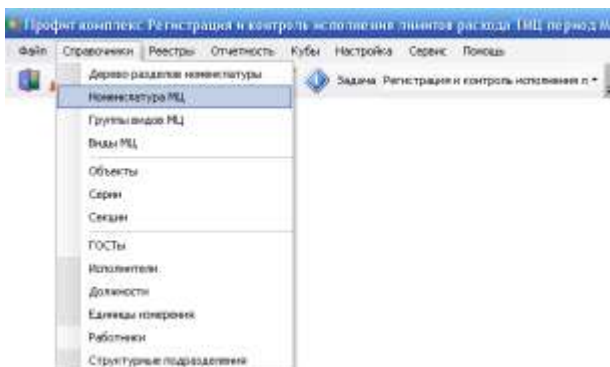 Профит комплекс Регистрация и контроль исполнения лимитов расхода ТМЦ период М
Файл Справочники Реестры Отчетность Кубы Настройка Сервис Помощь
Задача Регистрация и контроль исполнения л
Дерево разделов номенклатуры
Номенклатура МЦ
Группы видов МЦ
Виды МЦ
Объекты
Серии
Секции
ГОСТы
Исполнители
Должности
Единицы измерения
Работники
Структурные подразделения